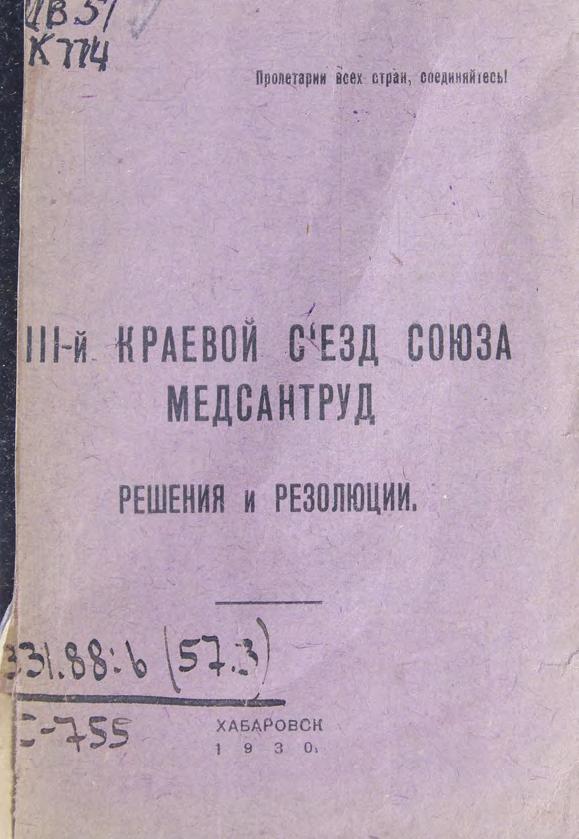 ДВ 57
К 774
Пролетарии всех стран, соединяйтесь!
III-й КРАЕВОЙ С‘ЕЗД СОЮЗА
МЕДСАНТРУД
РЕШЕНИЯ и РЕЗОЛЮЦИИ.
331.88:6 (57.3)
С-755
ХАБАРОВСК
1930.